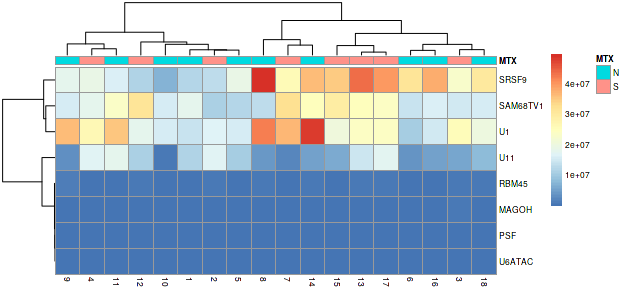 MTX
MTX
SRSF9
N
S
4e+07
SAM68TV1
3e+07
U1
2e+07
U11
1e+07
RBM45
MAGOH
PSF
U6ATAC
9 4 11 12 10 1 2 5 8 7 14 15 13 17 6 16 3 18